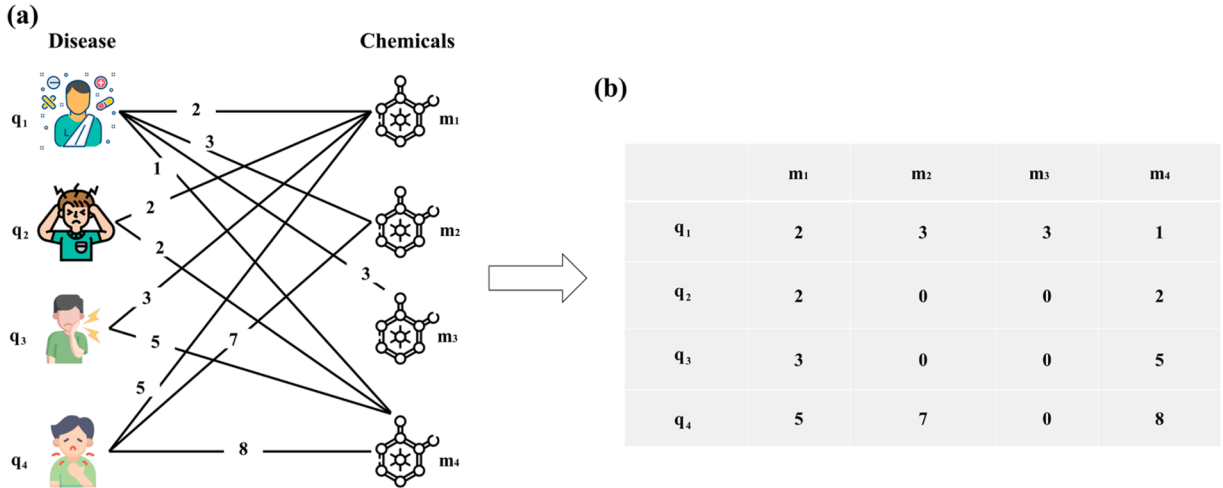 (a)
Disease
Chemicals
q1
q2
q3
q4
m1
m2
m3
m4
2
3
1
2
2
3
3
5
7
5
8
(b)
m1 m2 m3 m4
q1 2 3 3 1
q2 2 0 0 2
q3 3 0 0 5
q4 5 7 0 8